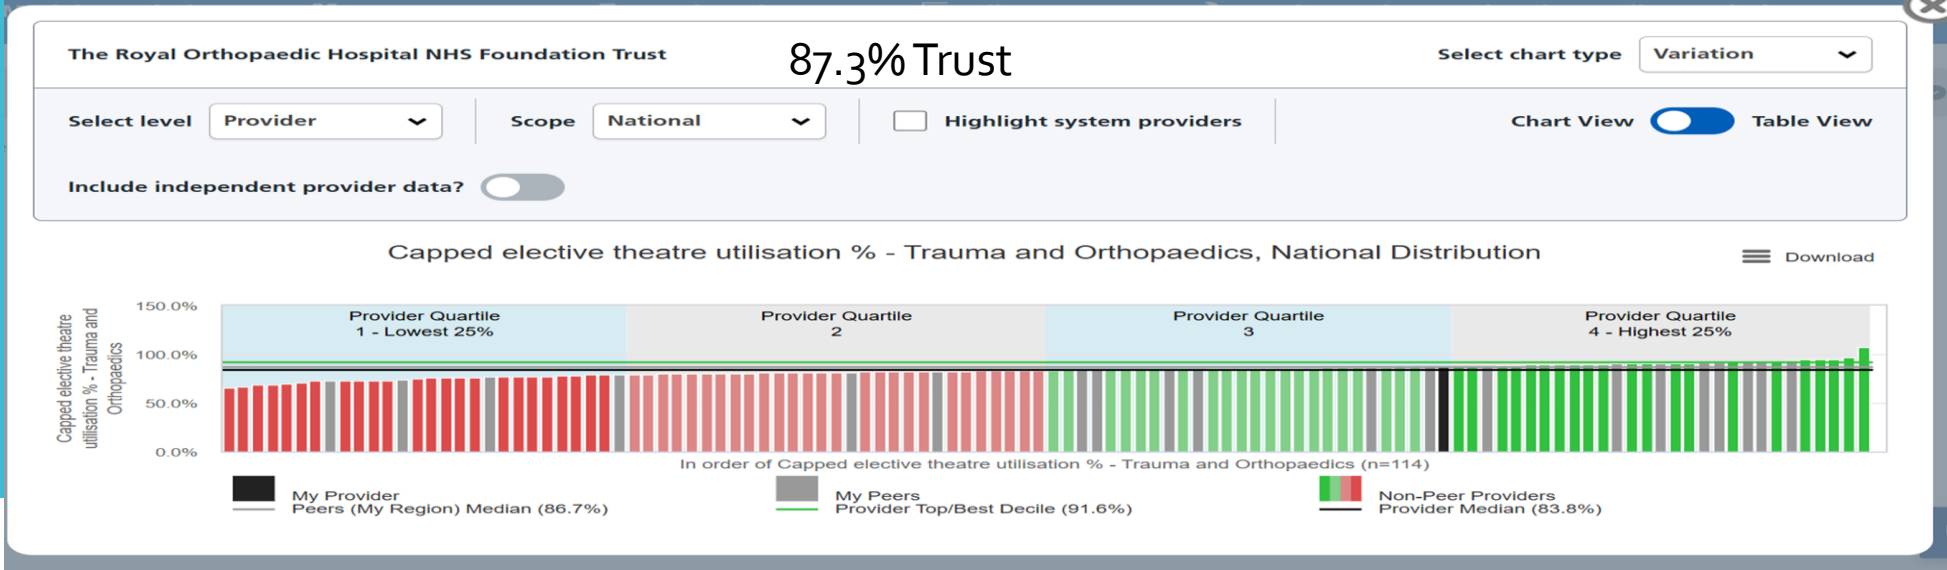 The Royal Orthopaedic Hospital NHS Foundation Trust
87.3% Trust
Select chart type
Variation
Select level
Provider
Scope
National
Highlight system providers
Chart View
Table View
Include independent provider data?
Capped elective theatre utilisation % - Trauma and Orthopaedics, National Distribution
Download
Capped elective theatre
utilisation % - Trauma and
Orthopaedics
150.0%
100.0%
50.0%
0.0%
Provider Quartile
1 - Lowest 25%
Provider Quartile
2
Provider Quartile
3
Provider Quartile
4 - Highest 25%
In order of Capped elective theatre utilisation % - Trauma and Orthopaedics (n=114)
My Provider
Peers (My Region) Median (86.7%)
My Peers
Provider Top/Best Decile (91.6%)
Non-Peer Providers
Provider Median (83.8%)